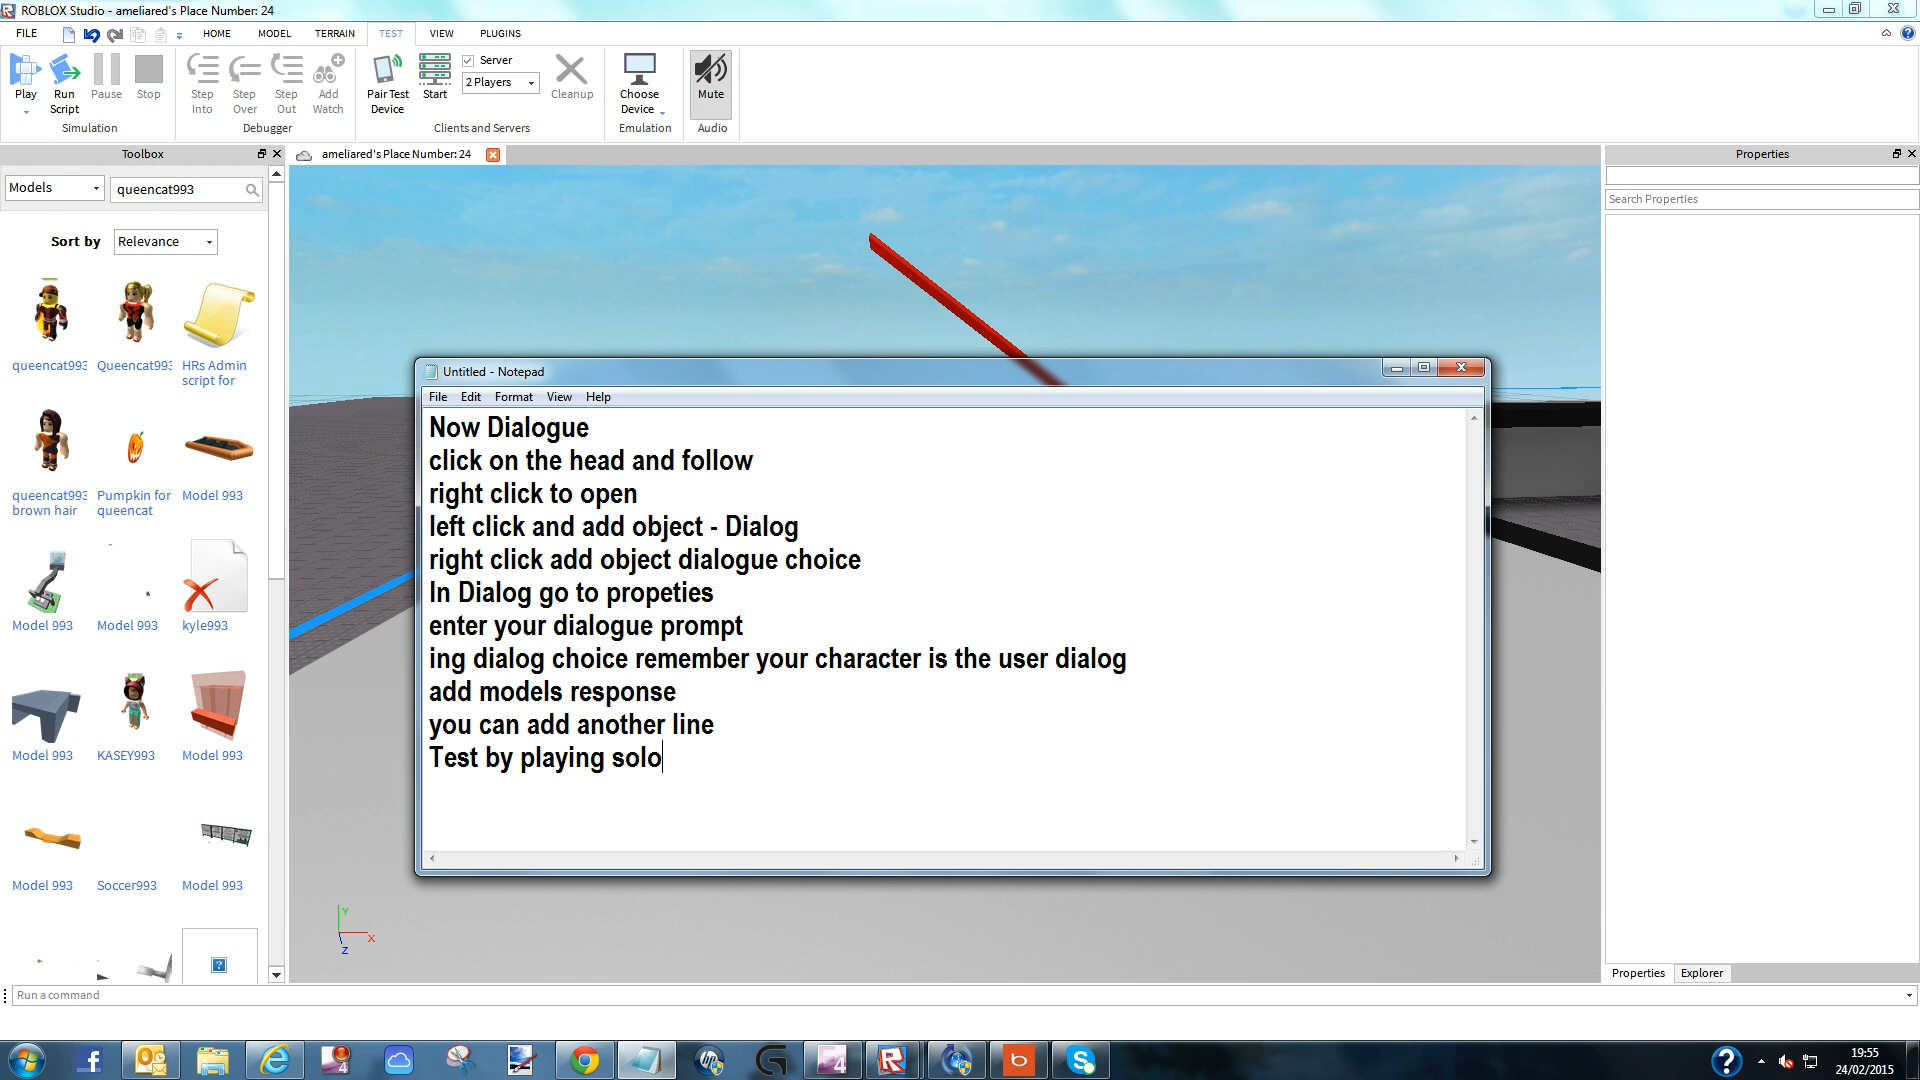 ROBLOX Studio - ameliared's Place Number: 24
FILE HOME MODEL TERRAIN TEST VIEW PLUGINS
Play Run Script Pause Stop
Simulation
Step Into Step Over Step Out Add Watch
Debugger
Pair Test Device Start Server 2 Players Cleanup
Clients and Servers
Choose Device
Emulation
Mute
Audio
Toolbox
ameliared's Place Number: 24
Properties
Models queencat993
Search Properties
Sort by Relevance
queencat993 Queencat993 HRs Admin script for
queencat993 brown hair Pumpkin for queencat Model 993
Model 993 Model 993 kyle993
Model 993 KASEY993 Model 993
Model 993 Soccer993 Model 993
Untitled - Notepad
File Edit Format View Help
Now Dialogue
click on the head and follow
right click to open
left click and add object - Dialog
right click add object dialogue choice
In Dialog go to propeties
enter your dialogue prompt
ing dialog choice remember your character is the user dialog
add models response
you can add another line
Test by playing solo
Y
X
Z
Properties Explorer
Run a command
19:55
24/02/2015